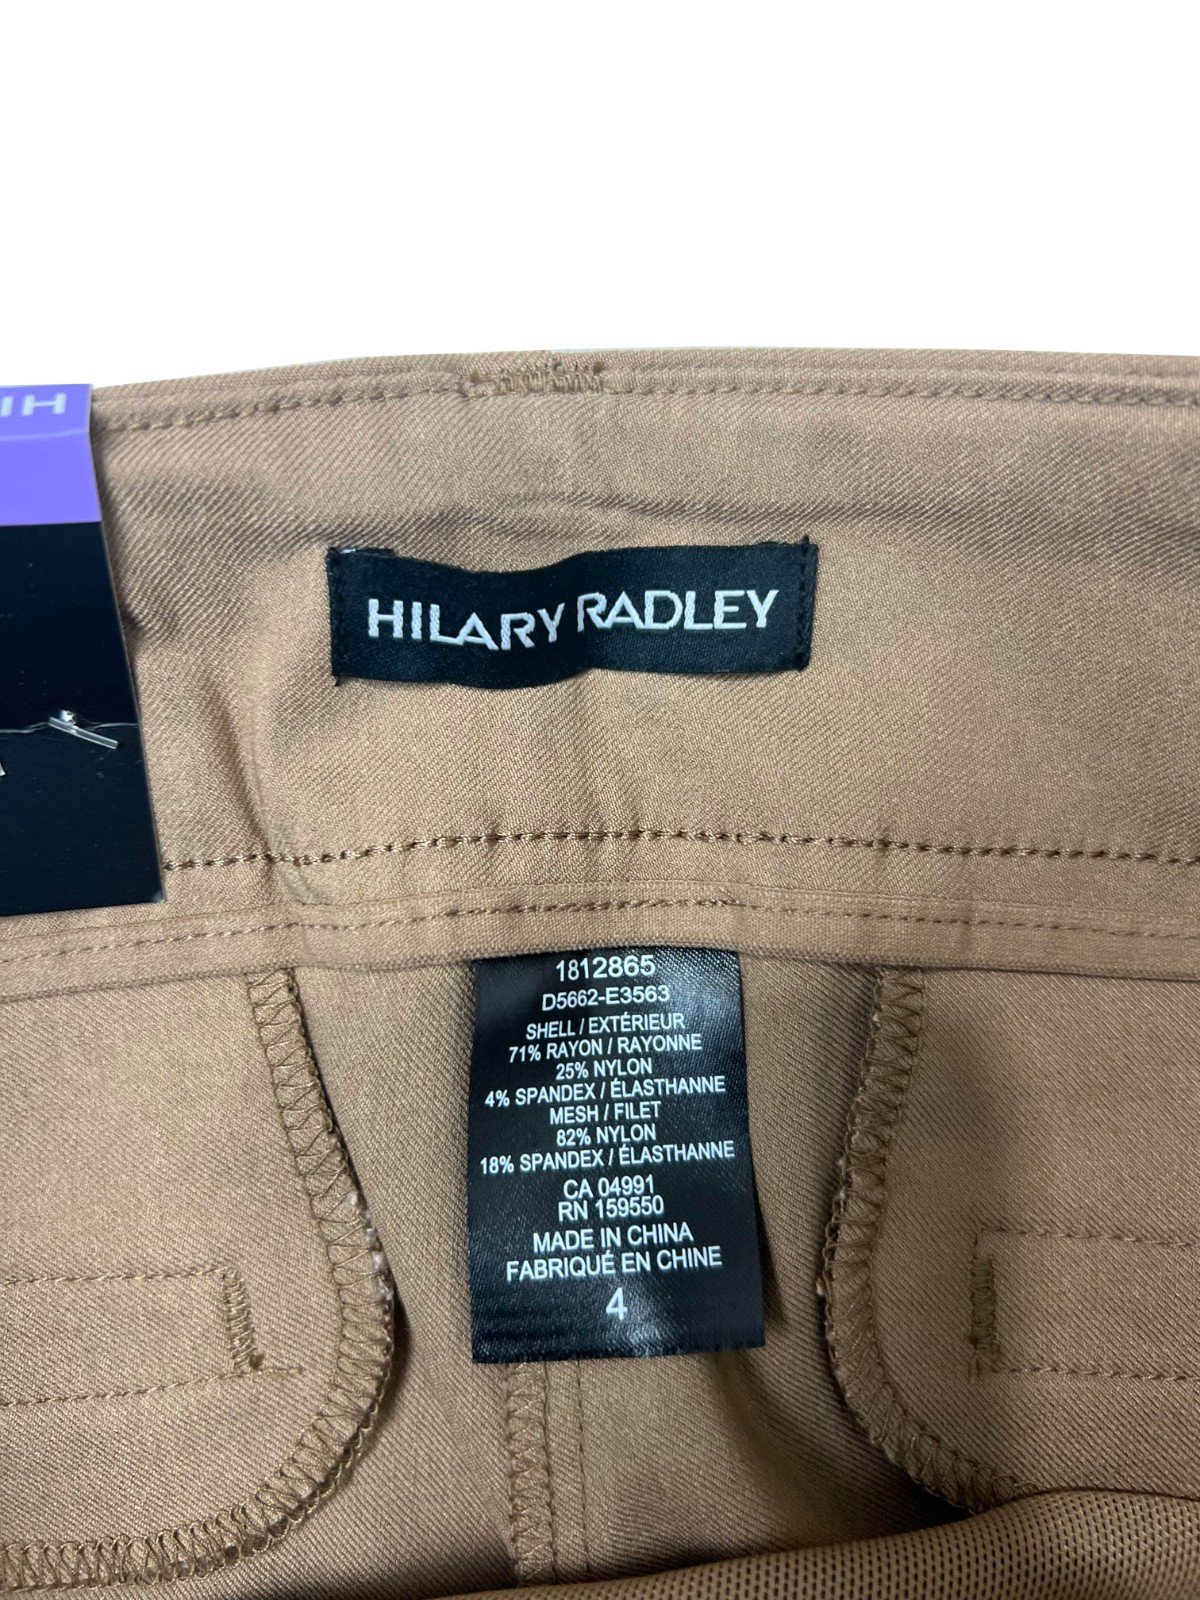 HI
HILARY RADLEY
1812865
D5662-E3563
SHELL / EXTÉRIEUR
71% RAYON / RAYONNE
25% NYLON
4% SPANDEX / ÉLASTHANNE
MESH / FILET
82% NYLON
18% SPANDEX / ÉLASTHANNE
CA 04991
RN 159550
MADE IN CHINA
FABRIQUÉ EN CHINE
4